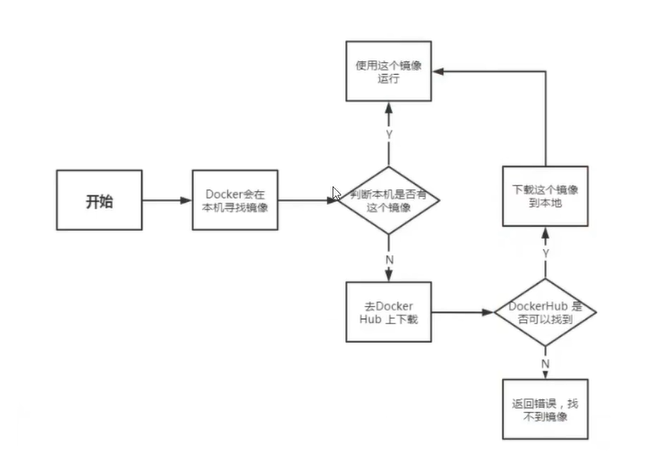 使用这个镜像
运行
Y
开始
Docker会在
本机寻找镜像
判断本机是否有
这个镜像
下载这个镜像
到本地
Y
N
去Docker
Hub 上下载
DockerHub 是
否可以找到
N
返回错误，找
不到镜像